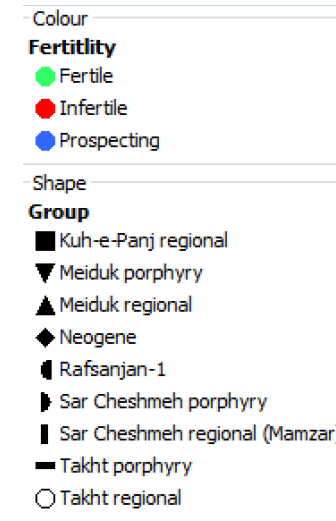 Colour
Fertitlity
Fertile
Infertile
Prospecting
Shape
Group
Kuh-e-Panj regional
Meiduk porphyry
Meiduk regional
Neogene
Rafsanjan-1
Sar Cheshmeh porphyry
Sar Cheshmeh regional (Mamzar)
Takht porphyry
Takht regional